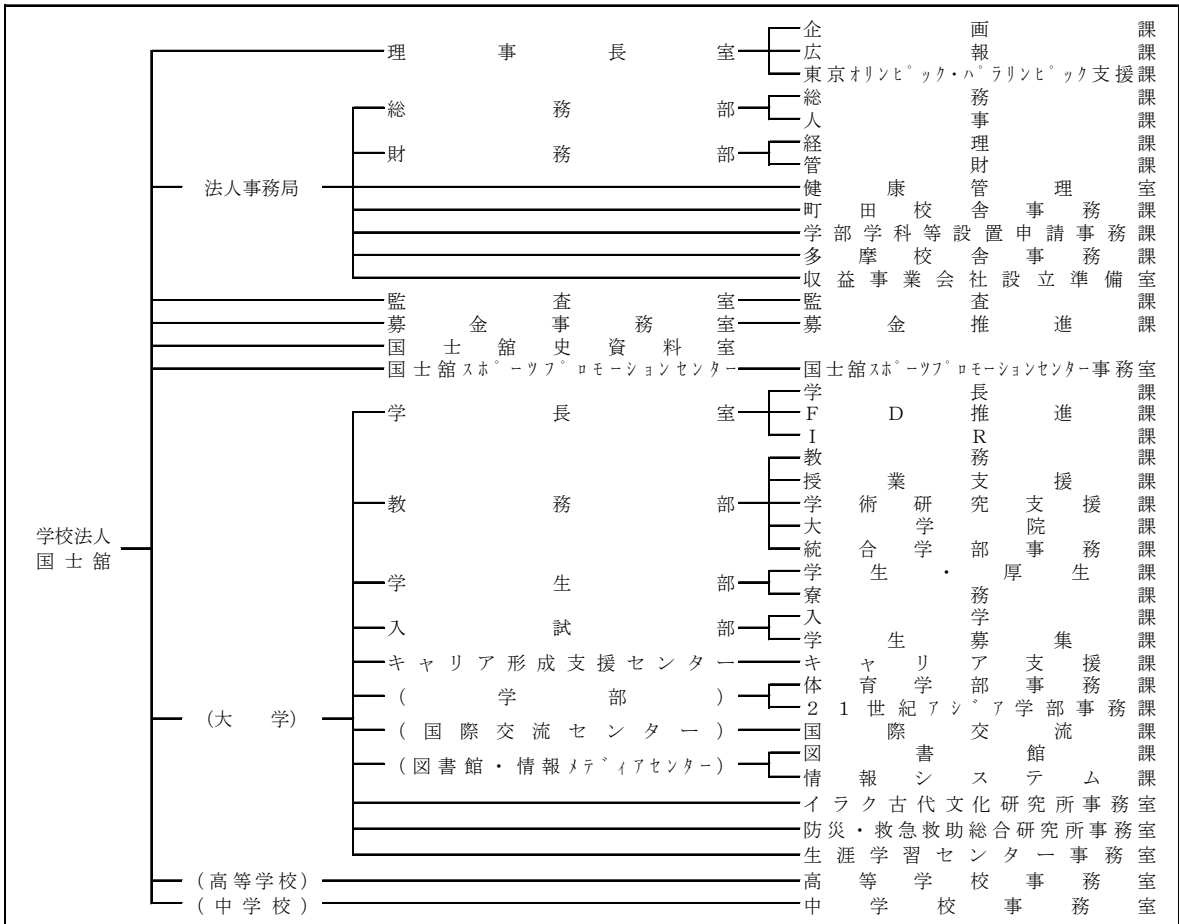 企画課
理事長室 広報課
東京オリンピック・パラリンピック支援課
総務部 総務課
人事課
財務部 経理課
管財課
法人事務局 健康管理室
町田校舎事務課
学部学科等設置申請事務課
多摩校舎事務課
収益事業会社設立準備室
監査室 監査課
募金事務室 募金推進課
国士舘史資料室
国士舘スポーツプロモーションセンター 国士舘スポーツプロモーションセンター事務室
学長課
学長室 FD推進課
IR課
教務課
授業支援課
教務部 学術研究支援課
大学院課
統合学部事務課
学校法人
国士舘
学生部 学生・厚生課
寮務課
入試部 入学課
学生募集課
キャリア形成支援センター キャリア支援課
(学部) 体育学部事務課
(大学) 21世紀アジア学部事務課
(国際交流センター) 国際交流課
(図書館・情報メディアセンター) 図書館課
情報システム課
イラク古代文化研究所事務室
防災・救急救助総合研究所事務室
生涯学習センター事務室
(高等学校) 高等学校事務室
(中学校) 中学校事務室